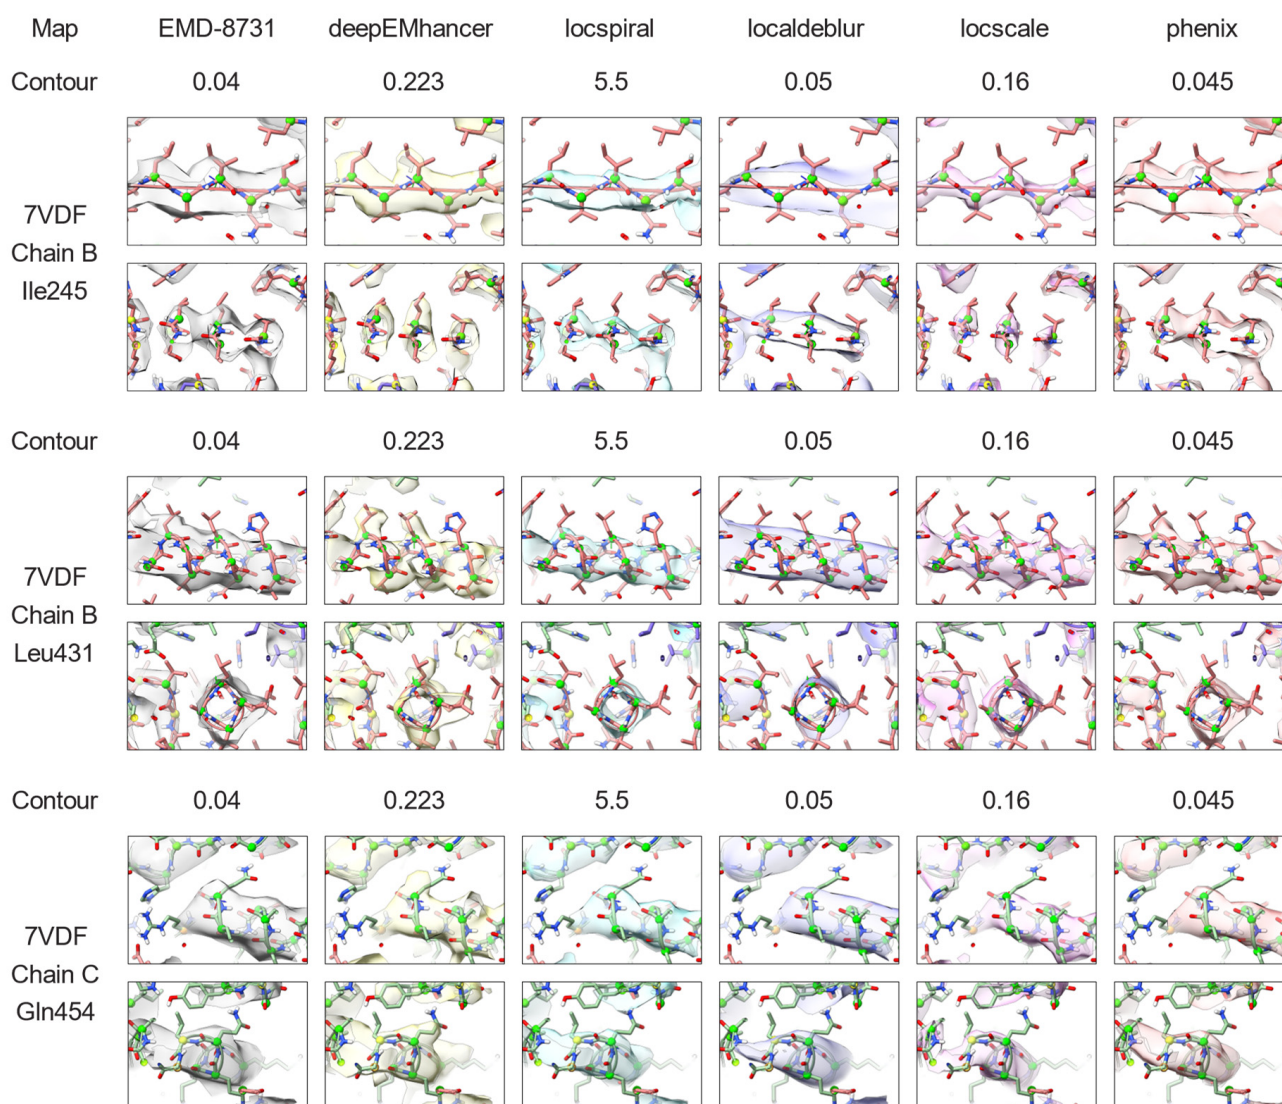 Map EMD-8731 deepEMhancer locspiral localdeblur locscale phenix
Contour 0.04 0.223 5.5 0.05 0.16 0.045
7VDF
Chain B
Ile245
Contour 0.04 0.223 5.5 0.05 0.16 0.045
7VDF
Chain B
Leu431
Contour 0.04 0.223 5.5 0.05 0.16 0.045
7VDF
Chain C
Gln454